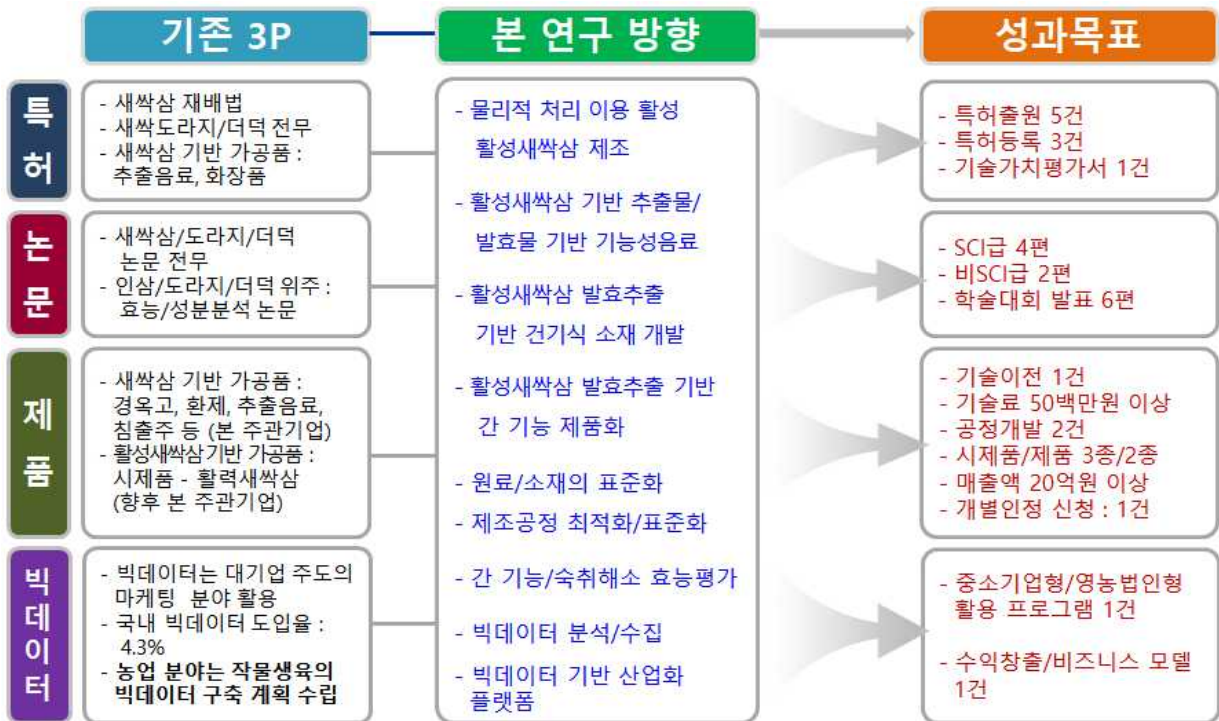 기존 3P
본 연구 방향
성과목표
특
허
- 새싹삼 재배법
- 새싹도라지/더덕 전무
- 새싹삼 기반 가공품 :
추출음료, 화장품
논
문
- 새싹삼/도라지/더덕
논문 전무
- 인삼/도라지/더덕 위주 :
효능/성분분석 논문
제
품
- 새싹삼 기반 가공품 :
경옥고, 환제, 추출음료,
침출주 등 (본 주관기업)
- 활성새싹삼기반 가공품 :
시제품 - 활력새싹삼
(향후 본 주관기업)
빅
데
이
터
- 빅데이터는 대기업 주도의
마케팅 분야 활용
- 국내 빅데이터 도입율 :
4.3%
- 농업 분야는 작물생육의
빅데이터 구축 계획 수립
- 물리적 처리 이용 활성
활성새싹삼 제조
- 활성새싹삼 기반 추출물/
발효물 기반 기능성음료
- 활성새싹삼 발효추출
기반 건기식 소재 개발
- 활성새싹삼 발효추출 기반
간 기능 제품화
- 원료/소재의 표준화
- 제조공정 최적화/표준화
- 간 기능/숙취해소 효능평가
- 빅데이터 분석/수집
- 빅데이터 기반 산업화
플랫폼
- 특허출원 5건
- 특허등록 3건
- 기술가치평가서 1건
- SCI급 4편
- 비SCI급 2편
- 학술대회 발표 6편
- 기술이전 1건
- 기술료 50백만원 이상
- 공정개발 2건
- 시제품/제품 3종/2종
- 매출액 20억원 이상
- 개별인정 신청 : 1건
- 중소기업형/영농법인형
활용 프로그램 1건
- 수익창출/비즈니스 모델
1건